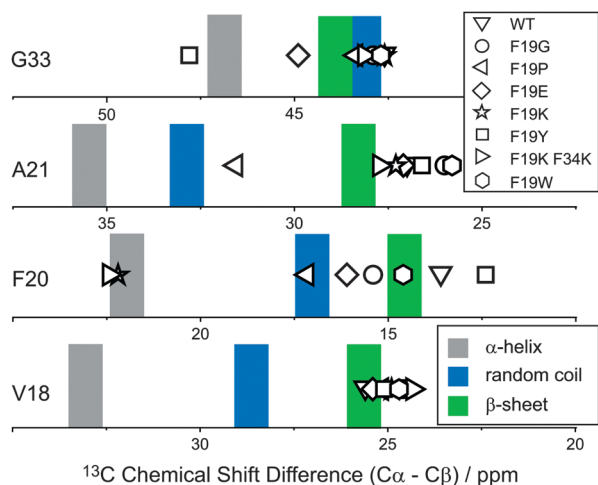 G33
50
45
WT
F19G
F19P
F19E
F19K
F19Y
F19K F34K
F19W
A21
35
30
25
F20
20
15
α-helix
random coil
β-sheet
V18
30
25
20
¹³C Chemical Shift Difference (Cα - Cβ) / ppm